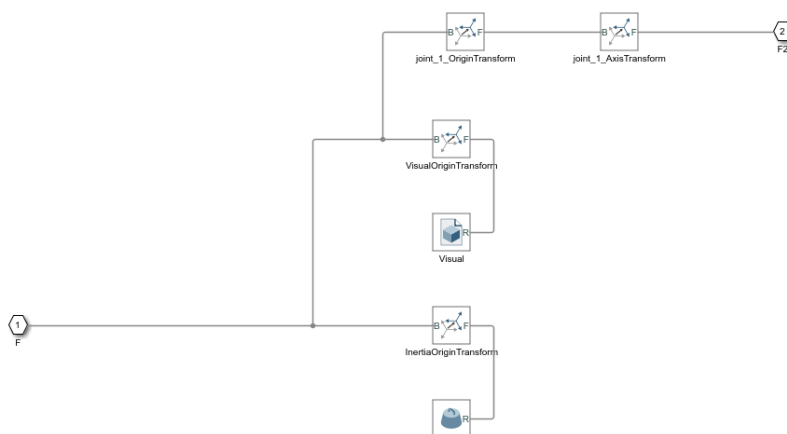 B F
joint_1_OriginTransform
B F
joint_1_AxisTransform
2
F2
B F
VisualOriginTransform
R
Visual
1
F
B F
InertiaOriginTransform
R